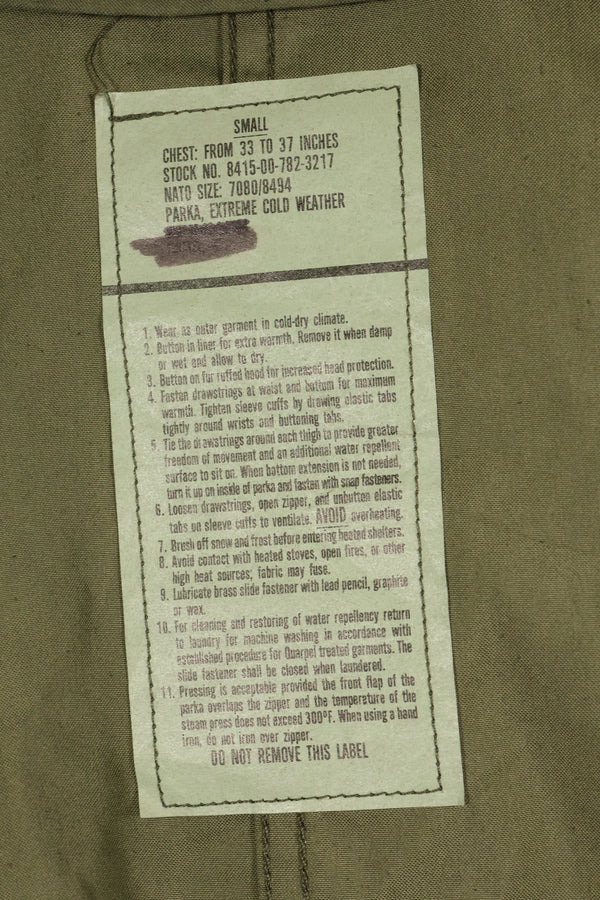 SMALL
CHEST: FROM 33 TO 37 INCHES
STOCK NO. 8415-00-782-3217
NATO SIZE: 7080/8494
PARKA, EXTREME COLD WEATHER
1. Wear as outer garment in cold-dry climate.
2. Button in liner for extra warmth. Remove it when damp
or wet and allow to dry.
3. Button on fur ruffed hood for increased head protection.
4. Fasten drawstrings at waist and bottom for maximum
warmth. Tighten sleeve cuffs by drawing elastic tabs
tightly around wrists and buttoning tabs.
5. Tie the drawstrings around each thigh to provide greater
freedom of movement and an additional water repellent
surface to sit on. When bottom extension is not needed,
turn it up on inside of parka and fasten with snap fasteners.
6. Loosen drawstrings, open zipper, and unbutton elastic
tabs on sleeve cuffs to ventilate. AVOID overheating.
7. Brush off snow and frost before entering heated shelters.
8. Avoid contact with heated stoves, open fires, or other
high heat sources; fabric may fuse.
9. Lubricate brass slide fastener with lead pencil, graphite
or wax.
10. For cleaning and restoring of water repellency return
to laundry for machine washing in accordance with
established procedure for Quarpel treated garments. The
slide fastener shall be closed when laundered.
11. Pressing is acceptable provided the front flap of the
parka overlaps the zipper and the temperature of the
steam press does not exceed 300°F. When using a hand
iron, do not iron over zipper.
DO NOT REMOVE THIS LABEL